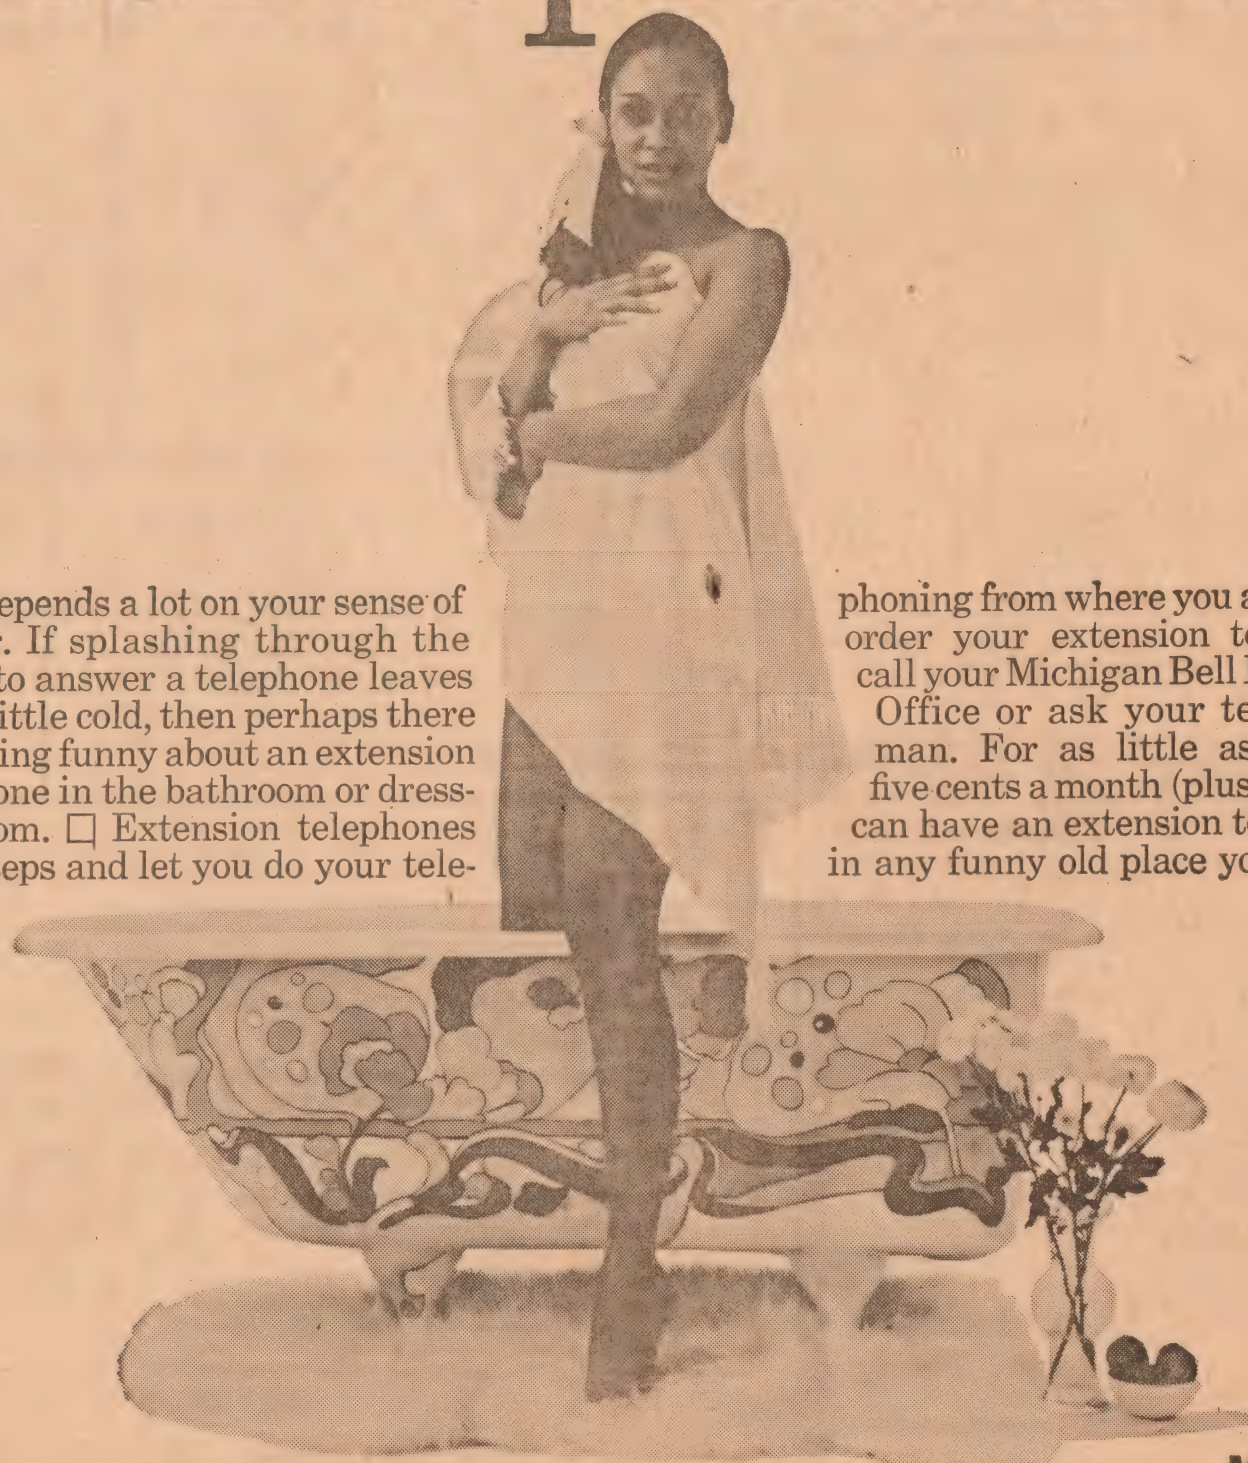 epends a lot on your sense of
r. If splashing through the
to answer a telephone leaves
ittle cold, then perhaps there
ing funny about an extension
one in the bathroom or dress-
om. □ Extension telephones
eps and let you do your tele-
phoning from where you a
order your extension te
call your Michigan Bell
Office or ask your te
man. For as little as
five cents a month (plus
can have an extension te
in any funny old place yo